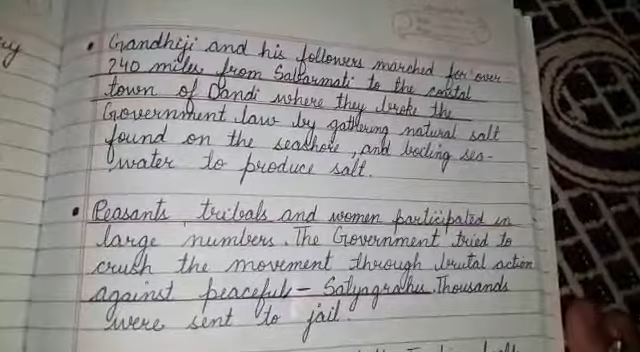 • Gandhiji and his followers marched for over
240 miles from Sabarmati to the coastal
town of Dandi where they broke the
Government law by gathering natural salt
found on the seashore, and boiling sea-
water to produce salt.
• Peasants, tribals and women participated in
large numbers. The Government tried to
crush the movement through brutal action
against peaceful - Satyagrahis. Thousands
were sent to jail.